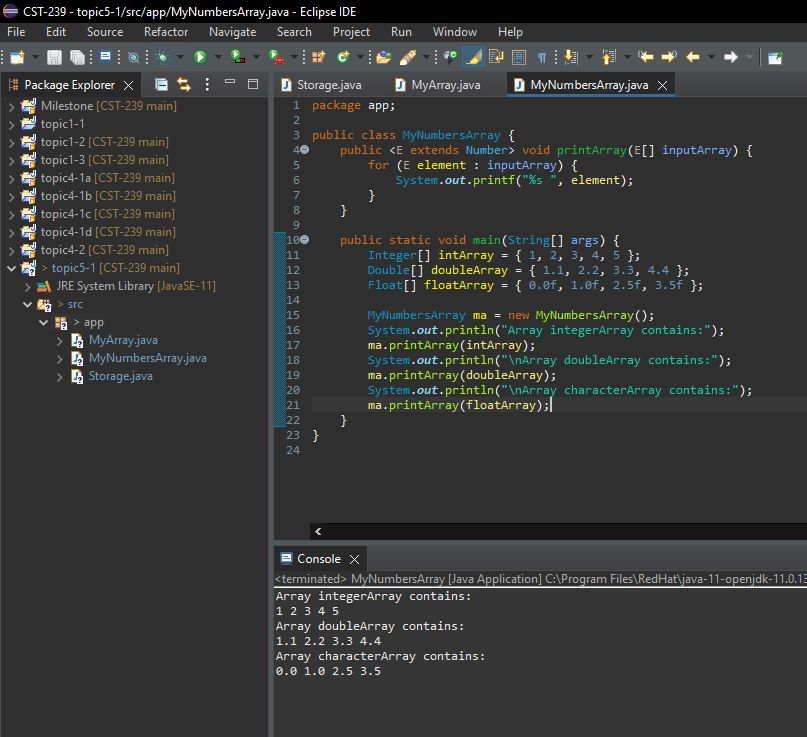 CST-239 - topic5-1/src/app/MyNumbersArray.java - Eclipse IDE
File Edit Source Refactor Navigate Search Project Run Window Help
Package Explorer
Milestone [CST-239 main]
topic1-1
topic1-2 [CST-239 main]
topic1-3 [CST-239 main]
topic4-1a [CST-239 main]
topic4-1b [CST-239 main]
topic4-1c [CST-239 main]
topic4-1d [CST-239 main]
topic4-2 [CST-239 main]
> topic5-1 [CST-239 main]
JRE System Library [JavaSE-11]
> src
> app
MyArray.java
MyNumbersArray.java
Storage.java
Storage.java MyArray.java MyNumbersArray.java
1 package app;
2
3 public class MyNumbersArray {
4 public <E extends Number> void printArray(E[] inputArray) {
5 for (E element : inputArray) {
6 System.out.printf("%s ", element);
7 }
8 }
9
10 public static void main(String[] args) {
11 Integer[] intArray = { 1, 2, 3, 4, 5 };
12 Double[] doubleArray = { 1.1, 2.2, 3.3, 4.4 };
13 Float[] floatArray = { 0.0f, 1.0f, 2.5f, 3.5f };
14
15 MyNumbersArray ma = new MyNumbersArray();
16 System.out.println("Array integerArray contains:");
17 ma.printArray(intArray);
18 System.out.println("\nArray doubleArray contains:");
19 ma.printArray(doubleArray);
20 System.out.println("\nArray characterArray contains:");
21 ma.printArray(floatArray);
22 }
23 }
24
Console
<terminated> MyNumbersArray [Java Application] C:\Program Files\RedHat\java-11-openjdk-11.0.13
Array integerArray contains:
1 2 3 4 5
Array doubleArray contains:
1.1 2.2 3.3 4.4
Array characterArray contains:
0.0 1.0 2.5 3.5